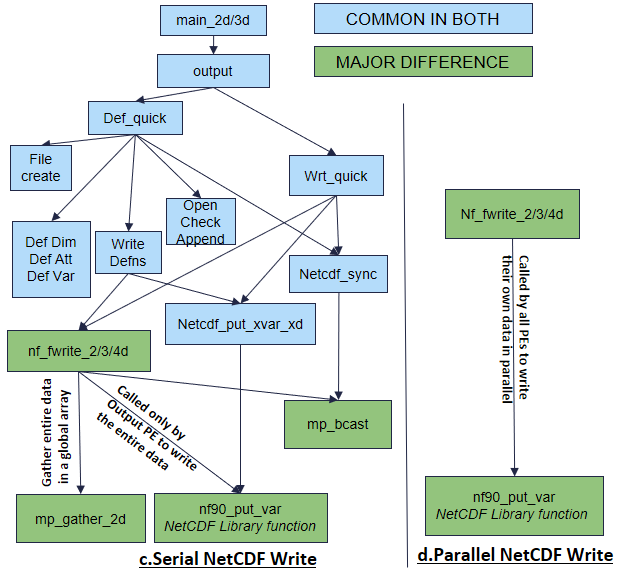 main_2d/3d
COMMON IN BOTH
MAJOR DIFFERENCE
output
Def_quick
File
create
Wrt_quick
Open
Check
Append
Def Dim
Def Att
Def Var
Write
Defns
Netcdf_sync
Netcdf_put_xvar_xd
nf_fwrite_2/3/4d
mp_bcast
Gather entire data
in a global array
Called only by
Output PE to write
the entire data
mp_gather_2d
nf90_put_var
NetCDF Library function
c.Serial NetCDF Write
Nf_fwrite_2/3/4d
Called by all PEs to write
their own data in parallel
nf90_put_var
NetCDF Library function
d.Parallel NetCDF Write